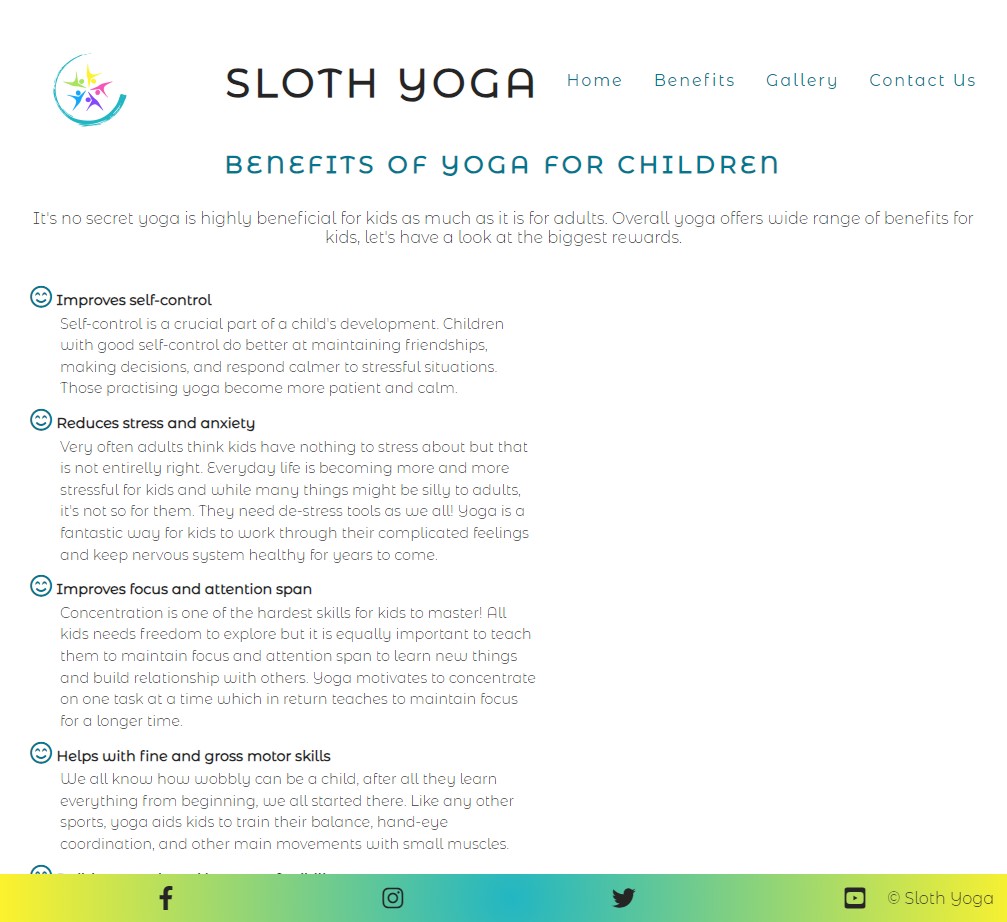 SLOTH YOGA
Home Benefits Gallery Contact Us
BENEFITS OF YOGA FOR CHILDREN
It's no secret yoga is highly beneficial for kids as much as it is for adults. Overall yoga offers wide range of benefits for
kids, let's have a look at the biggest rewards.
Improves self-control
Self-control is a crucial part of a child's development. Children
with good self-control do better at maintaining friendships,
making decisions, and respond calmer to stressful situations.
Those practising yoga become more patient and calm.
Reduces stress and anxiety
Very often adults think kids have nothing to stress about but that
is not entirelly right. Everyday life is becoming more and more
stressful for kids and while many things might be silly to adults,
it's not so for them. They need de-stress tools as we all! Yoga is a
fantastic way for kids to work through their complicated feelings
and keep nervous system healthy for years to come.
Improves focus and attention span
Concentration is one of the hardest skills for kids to master! All
kids needs freedom to explore but it is equally important to teach
them to maintain focus and attention span to learn new things
and build relationship with others. Yoga motivates to concentrate
on one task at a time which in return teaches to maintain focus
for a longer time.
Helps with fine and gross motor skills
We all know how wobbly can be a child, after all they learn
everything from beginning, we all started there. Like any other
sports, yoga aids kids to train their balance, hand-eye
coordination, and other main movements with small muscles.
© Sloth Yoga